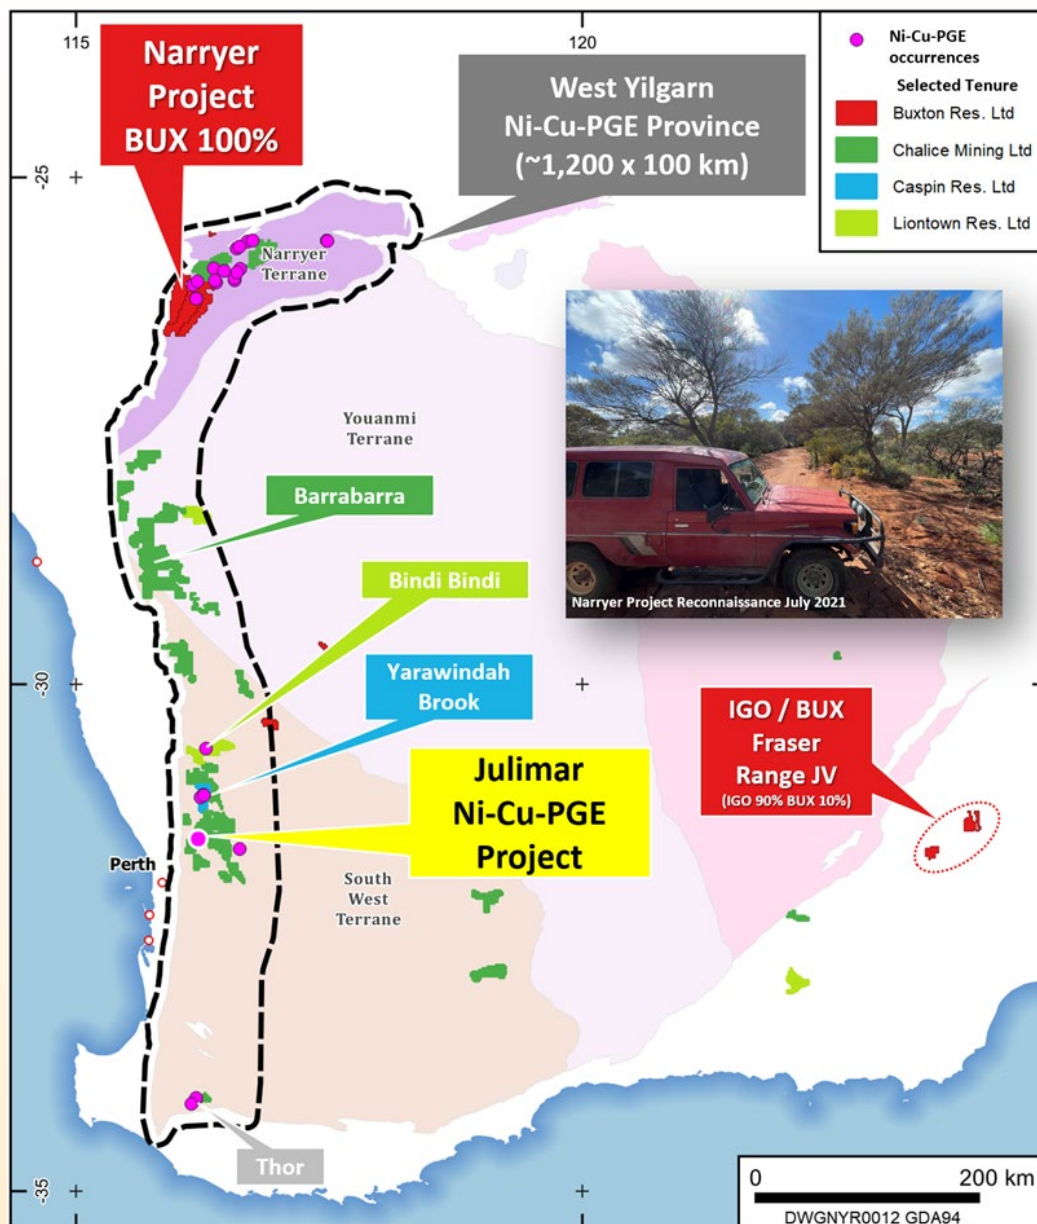 115
120
-25
-30
-35
Narryer
Project
BUX 100%
West Yilgarn
Ni-Cu-PGE Province
(~1,200 x 100 km)
Ni-Cu-PGE
occurrences
Selected Tenure
Buxton Res. Ltd
Chalice Mining Ltd
Caspin Res. Ltd
Liontown Res. Ltd
Narryer
Terrane
Youanmi
Terrane
Narryer Project Reconnaissance July 2021
Barrabarra
Bindi Bindi
Yarawindah
Brook
IGO / BUX
Fraser
Range JV
(IGO 90% BUX 10%)
Julimar
Ni-Cu-PGE
Project
Perth
South
West
Terrane
Thor
0
200 km
DWGNYR0012 GDA94